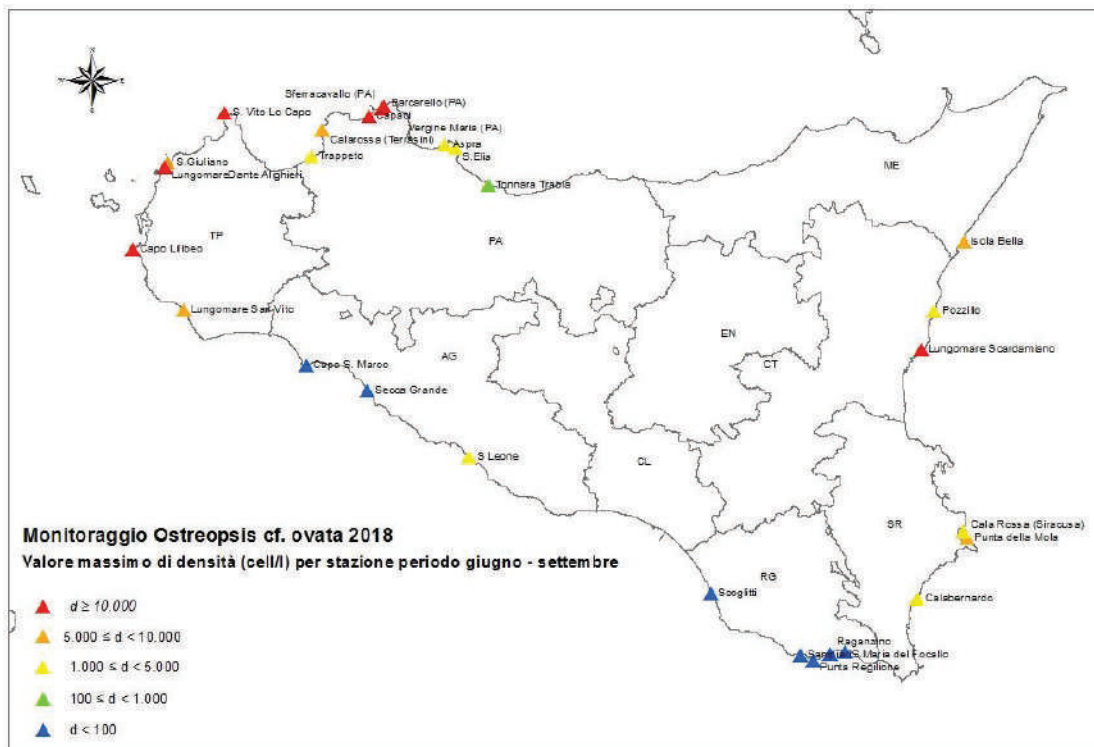 N
Sferracavallo (PA)
Barcarello (PA)
S. Vito Lo Capo
Capaci
Vergine Maria (PA)
Calarossa (Terrasini)
Aspra
Trappeto
S.Elia
S.Giuliano
LungomareDante Alighieri
ME
Tonnara Trabia
TP
PA
Isola Bella
Capo Lilibeo
Lungomare San Vito
Pozzillo
EN
Lungomare Scardamiano
AG
CT
Capo S. Marco
Secca Grande
S Leone
CL
SR
Cala Rossa (Siracusa)
Punta della Mola
Monitoraggio Ostreopsis cf. ovata 2018
Valore massimo di densità (cell/l) per stazione periodo giugno - settembre
RG
Scoglitti
Calabernardo
d ≥ 10.000
5.000 ≤ d < 10.000
Raganzino
S. Maria del Focallo
1.000 ≤ d < 5.000
Punta Regilione
100 ≤ d < 1.000
d < 100